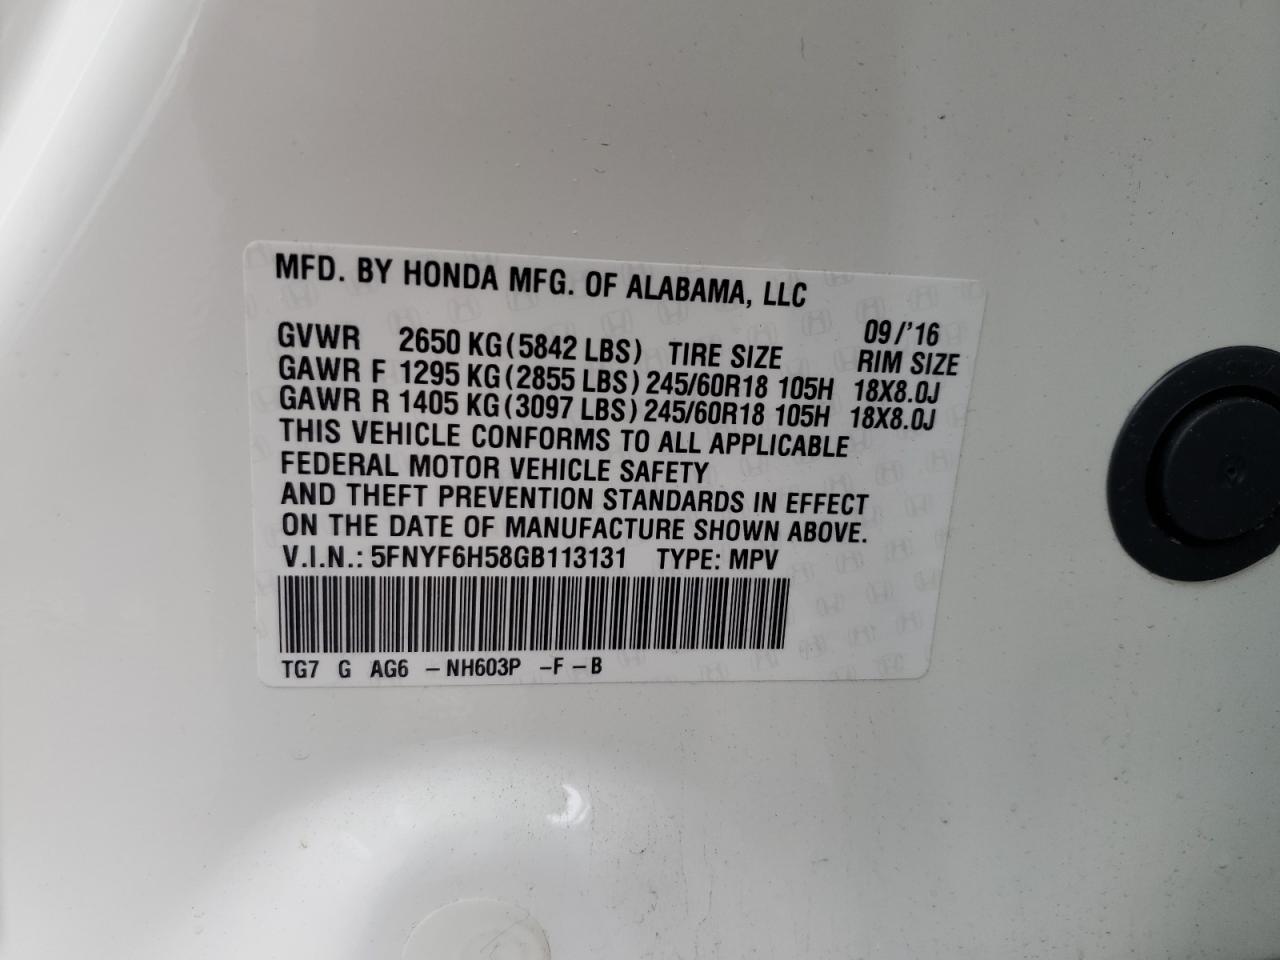 MFD. BY HONDA MFG. OF ALABAMA, LLC
09/'16
GVWR 2650 KG(5842 LBS) TIRE SIZE RIM SIZE
GAWR F 1295 KG(2855 LBS) 245/60R18 105H 18X8.0J
GAWR R 1405 KG(3097 LBS) 245/60R18 105H 18X8.0J
THIS VEHICLE CONFORMS TO ALL APPLICABLE
FEDERAL MOTOR VEHICLE SAFETY
AND THEFT PREVENTION STANDARDS IN EFFECT
ON THE DATE OF MANUFACTURE SHOWN ABOVE.
V.I.N.: 5FNYF6H58GB113131 TYPE: MPV
TG7 G AG6 -NH603P -F-B